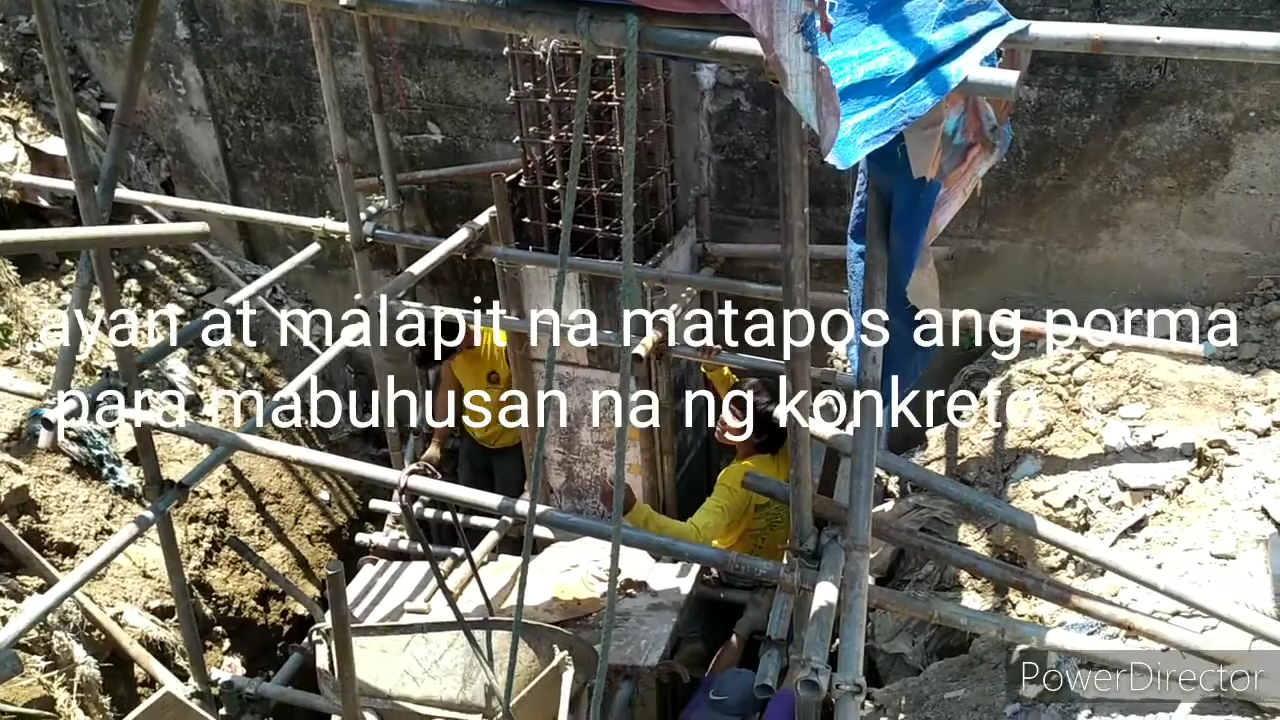 ayan at malapit na matapos ang porma
para mabuhusan na ng konkreto
PowerDirector